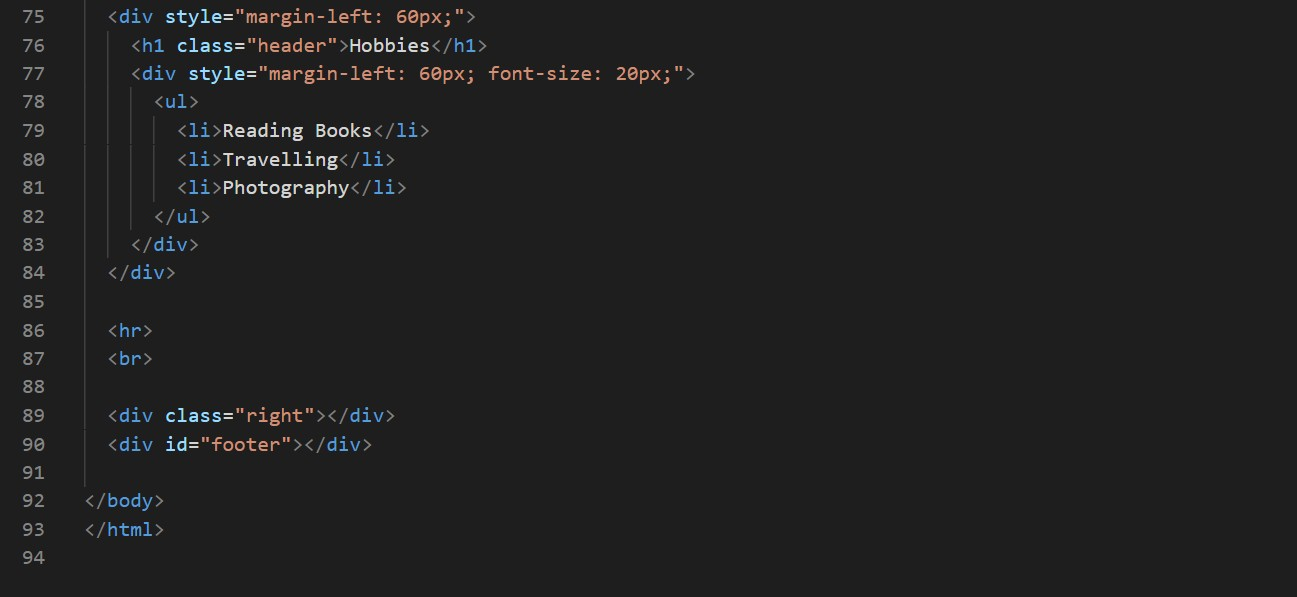 75 <div style="margin-left: 60px;">
76 <h1 class="header">Hobbies</h1>
77 <div style="margin-left: 60px; font-size: 20px;">
78 <ul>
79 <li>Reading Books</li>
80 <li>Travelling</li>
81 <li>Photography</li>
82 </ul>
83 </div>
84 </div>
85
86 <hr>
87 <br>
88
89 <div class="right"></div>
90 <div id="footer"></div>
91
92 </body>
93 </html>
94